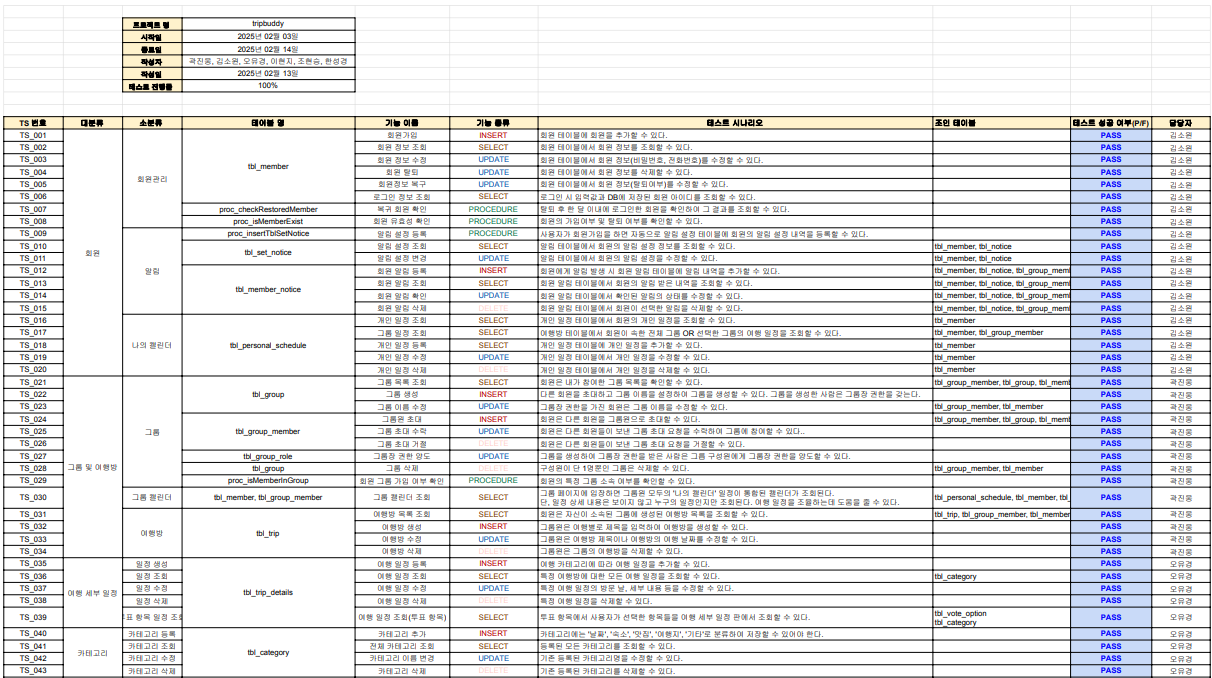 프로젝트 명 tripbuddy
시작일 2025년 02월 03일
종료일 2025년 02월 14일
작성자 곽진웅, 김소원, 오유경, 이현지, 조현승, 한성경
작성일 2025년 02월 13일
테스트 진행률 100%
TS 번호 대분류 소분류 테이블 명 기능 이름 기능 종류 테스트 시나리오 조인 테이블 테스트 성공 여부(P/F) 담당자
TS_001 회원 회원관리 tbl_member 회원가입 INSERT 회원 테이블에 회원을 추가할 수 있다. PASS 김소원
TS_002 회원 정보 조회 SELECT 회원 테이블에서 회원 정보를 조회할 수 있다. PASS 김소원
TS_003 회원 정보 수정 UPDATE 회원 테이블에서 회원 정보(비밀번호, 전화번호)를 수정할 수 있다. PASS 김소원
TS_004 회원 탈퇴 UPDATE 회원 테이블에서 회원 정보를 삭제할 수 있다. PASS 김소원
TS_005 회원정보 복구 UPDATE 회원 테이블에서 회원 정보(탈퇴여부)를 수정할 수 있다. PASS 김소원
TS_006 로그인 정보 조회 SELECT 로그인 시 입력값과 DB에 저장된 회원 아이디를 조회할 수 있다. PASS 김소원
TS_007 proc_checkRestoredMember 복구 회원 확인 PROCEDURE 탈퇴 후 한 달 이내에 로그인한 회원을 확인하여 그 결과를 조회할 수 있다. PASS 김소원
TS_008 proc_isMemberExist 회원 유효성 확인 PROCEDURE 회원의 가입여부 및 탈퇴 여부를 확인할 수 있다. PASS 김소원
TS_009 알림 proc_insertTblSetNotice 알림 설정 등록 PROCEDURE 사용자가 회원가입을 하면 자동으로 알림 설정 테이블에 회원의 알림 설정 내역을 등록할 수 있다. PASS 김소원
TS_010 tbl_set_notice 알림 설정 조회 SELECT 알림 테이블에서 회원의 알림 설정 정보를 조회할 수 있다. tbl_member, tbl_notice PASS 김소원
TS_011 알림 설정 변경 UPDATE 알림 테이블에서 회원의 알림 설정을 수정할 수 있다. tbl_member, tbl_notice PASS 김소원
TS_012 tbl_member_notice 회원 알림 등록 INSERT 회원에게 알림 발생 시 회원 알림 테이블에 알림 내역을 추가할 수 있다. tbl_member, tbl_notice, tbl_group_mem PASS 김소원
TS_013 회원 알림 조회 SELECT 회원 알림 테이블에서 회원의 알림 받은 내역을 조회할 수 있다. tbl_member, tbl_notice, tbl_group_mem PASS 김소원
TS_014 회원 알림 확인 UPDATE 회원 알림 테이블에서 확인된 알림의 상태를 수정할 수 있다. tbl_member, tbl_notice, tbl_group_mem PASS 김소원
TS_015 회원 알림 삭제 DELETE 회원 알림 테이블에서 회원이 선택한 알림을 삭제할 수 있다. tbl_member, tbl_notice, tbl_group_mem PASS 김소원
TS_016 나의 캘린더 tbl_personal_schedule 개인 일정 조회 SELECT 개인 일정 테이블에서 회원의 개인 일정을 조회할 수 있다. tbl_member PASS 김소원
TS_017 그룹 일정 조회 SELECT 여행방 테이블에서 회원이 속한 전체 그룹 OR 선택한 그룹의 여행 일정을 조회할 수 있다. tbl_member, tbl_group_member PASS 김소원
TS_018 개인 일정 등록 SELECT 개인 일정 테이블에 개인 일정을 추가할 수 있다. tbl_member PASS 김소원
TS_019 개인 일정 수정 UPDATE 개인 일정 테이블에서 개인 일정을 수정할 수 있다. tbl_member PASS 김소원
TS_020 개인 일정 삭제 DELETE 개인 일정 테이블에서 개인 일정을 삭제할 수 있다. tbl_member PASS 김소원
TS_021 그룹 및 여행방 그룹 tbl_group 그룹 목록 조회 SELECT 회원은 내가 참여한 그룹 목록을 확인할 수 있다. tbl_group_member, tbl_group, tbl_mem PASS 곽진웅
TS_022 그룹 생성 INSERT 다른 회원을 초대하고 그룹 이름을 설정하여 그룹을 생성할 수 있다. 그룹을 생성한 사람은 그룹장 권한을 갖는다. PASS 곽진웅
TS_023 그룹 이름 수정 UPDATE 그룹장 권한을 가진 회원은 그룹 이름을 수정할 수 있다. tbl_group_member, tbl_member PASS 곽진웅
TS_024 tbl_group_member 그룹원 초대 INSERT 회원은 다른 회원을 그룹원으로 초대할 수 있다. tbl_group_member, tbl_group, tbl_mem PASS 곽진웅
TS_025 그룹 초대 수락 UPDATE 회원은 다른 회원들이 보낸 그룹 초대 요청을 수락하여 그룹에 참여할 수 있다.. PASS 곽진웅
TS_026 그룹 초대 거절 DELETE 회원은 다른 회원들이 보낸 그룹 초대 요청을 거절할 수 있다. PASS 곽진웅
TS_027 tbl_group_role 그룹장 권한 양도 UPDATE 그룹을 생성하여 그룹장 권한을 받은 사람은 그룹 구성원에게 그룹장 권한을 양도할 수 있다. PASS 곽진웅
TS_028 tbl_group 그룹 삭제 DELETE 구성원이 단 1명뿐인 그룹은 삭제할 수 있다. tbl_group_member, tbl_member PASS 곽진웅
TS_029 proc_isMemberInGroup 회원 그룹 가입 여부 확인 PROCEDURE 회원의 특정 그룹 소속 여부를 확인할 수 있다. PASS 곽진웅
TS_030 그룹 캘린더 tbl_member, tbl_group_member 그룹 캘린더 조회 SELECT 그룹 페이지에 입장하면 그룹원 모두의 '나의 캘린더' 일정이 통합된 캘린더가 조회된다. tbl_personal_schedule, tbl_member, tbl_ PASS 곽진웅
단, 일정 상세 내용은 보이지 않고 누구의 일정인지만 조회된다. 여행 일정을 조율하는데 도움을 줄 수 있다.
TS_031 여행방 tbl_trip 여행방 목록 조회 SELECT 회원은 자신이 소속된 그룹에 생성된 여행방 목록을 조회할 수 있다. tbl_trip, tbl_group_member, tbl_member PASS 곽진웅
TS_032 여행방 생성 INSERT 그룹원은 여행별로 제목을 입력하여 여행방을 생성할 수 있다. PASS 곽진웅
TS_033 여행방 수정 UPDATE 그룹원은 여행방 제목이나 여행방의 여행 날짜를 수정할 수 있다. PASS 곽진웅
TS_034 여행방 삭제 DELETE 그룹원은 그룹의 여행방을 삭제할 수 있다. PASS 곽진웅
TS_035 여행 세부 일정 일정 생성 tbl_trip_details 여행 일정 등록 INSERT 여행 카테고리에 따라 여행 일정을 추가할 수 있다. PASS 오유경
TS_036 일정 조회 여행 일정 조회 SELECT 특정 여행방에 대한 모든 여행 일정을 조회할 수 있다. tbl_category PASS 오유경
TS_037 일정 수정 여행 일정 수정 UPDATE 특정 여행 일정의 방문 날, 세부 내용 등을 수정할 수 있다. PASS 오유경
TS_038 일정 삭제 여행 일정 삭제 DELETE 특정 여행 일정을 삭제할 수 있다. PASS 오유경
TS_039 표 항목 일정 조회 여행 일정 조회(투표 항목) SELECT 투표 항목에서 사용자가 선택한 항목들을 여행 세부 일정 판에서 조회할 수 있다. tbl_vote_option PASS 오유경
tbl_category
TS_040 카테고리 카테고리 등록 tbl_category 카테고리 추가 INSERT 카테고리에는 '날짜', '숙소', '맛집', '여행지', '기타'로 분류하여 저장할 수 있어야 한다. PASS 오유경
TS_041 카테고리 조회 전체 카테고리 조회 SELECT 등록된 모든 카테고리를 조회할 수 있다. PASS 오유경
TS_042 카테고리 수정 카테고리 이름 변경 UPDATE 기존 등록된 카테고리명을 수정할 수 있다. PASS 오유경
TS_043 카테고리 삭제 카테고리 삭제 DELETE 기존 등록된 카테고리를 삭제할 수 있다. PASS 오유경